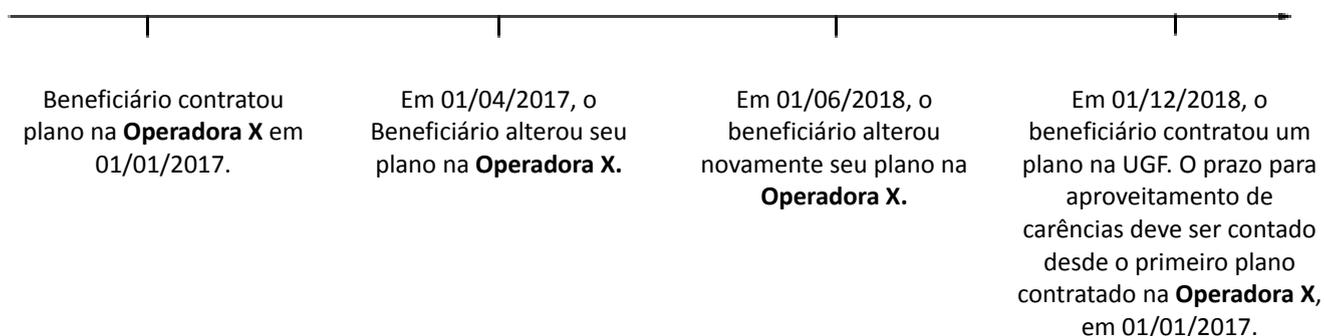 Beneficiário contratou
plano na Operadora X em
01/01/2017.
Em 01/04/2017, o
Beneficiário alterou seu
plano na Operadora X.
Em 01/06/2018, o
beneficiário alterou
novamente seu plano na
Operadora X.
Em 01/12/2018, o
beneficiário contratou um
plano na UGF. O prazo para
aproveitamento de
carências deve ser contado
desde o primeiro plano
contratado na Operadora X,
em 01/01/2017.